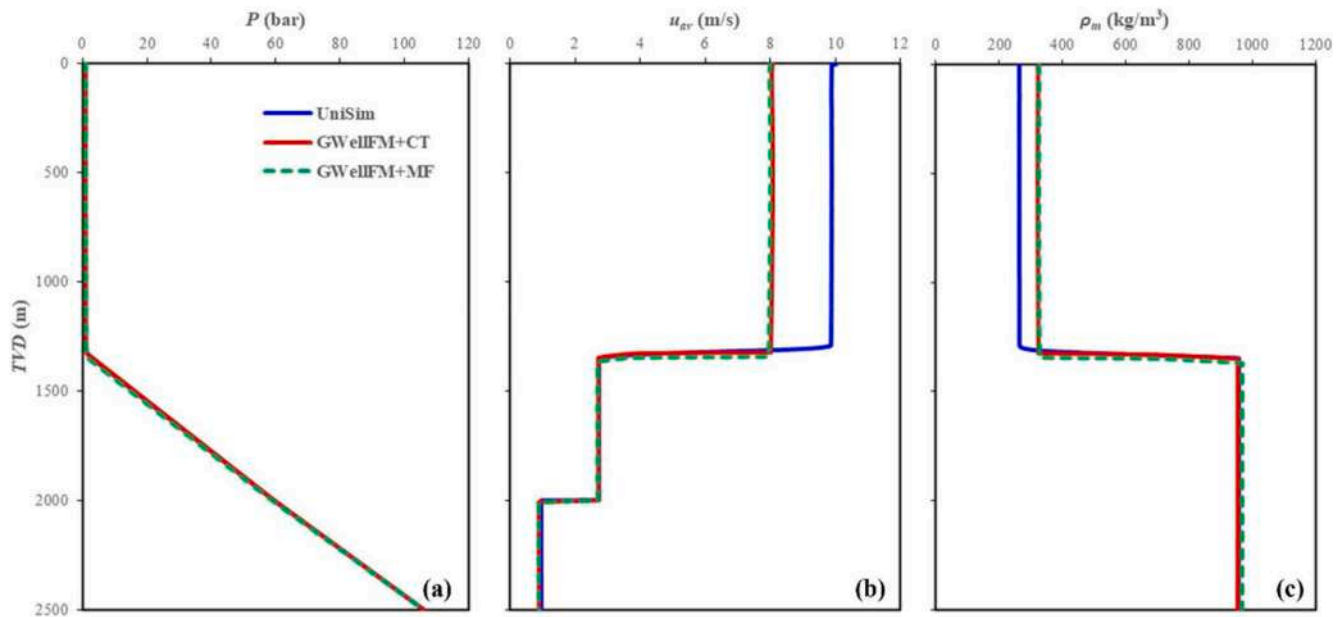 P (bar)
0 20 40 60 80 100 120
0
500
1000
1500
2000
2500
TVD (m)
UniSim
GWellFM+CT
GWellFM+MF
(a)
u_av (m/s)
0 2 4 6 8 10 12
(b)
ρ_m (kg/m³)
0 200 400 600 800 1000 1200
(c)